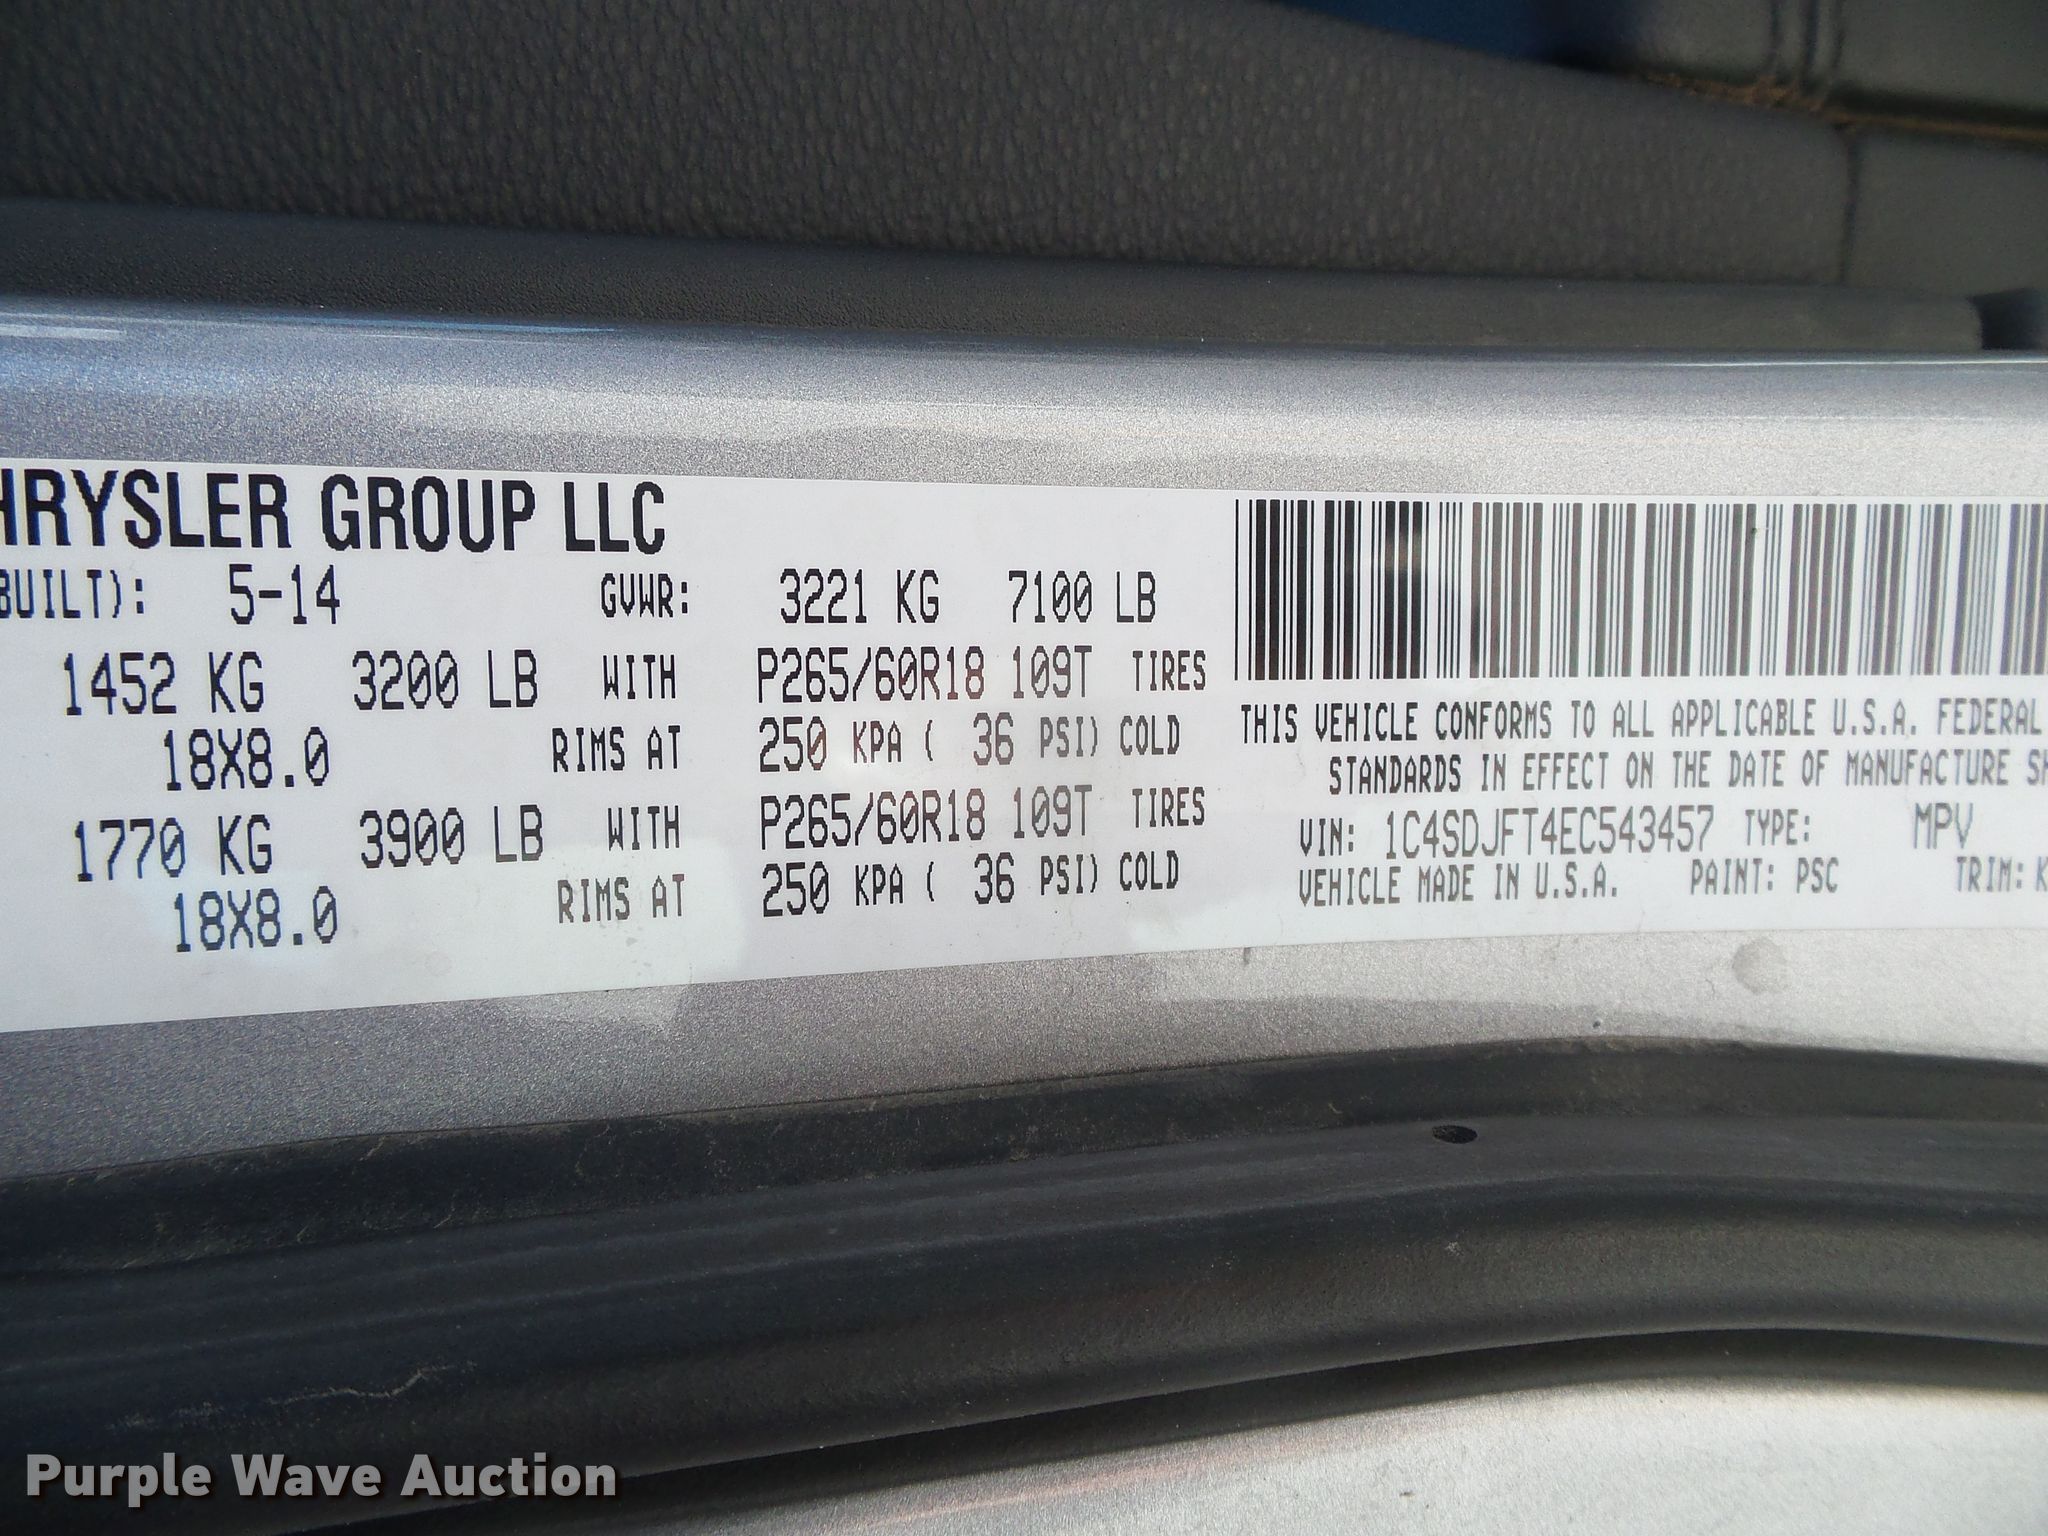 HRYSLER GROUP LLC
BUILT): 5-14 GVWR: 3221 KG 7100 LB
1452 KG 3200 LB WITH P265/60R18 109T TIRES
18X8.0 RIMS AT 250 KPA ( 36 PSI) COLD
1770 KG 3900 LB WITH P265/60R18 109T TIRES
18X8.0 RIMS AT 250 KPA ( 36 PSI) COLD
THIS VEHICLE CONFORMS TO ALL APPLICABLE U.S.A. FEDERAL
STANDARDS IN EFFECT ON THE DATE OF MANUFACTURE SH
VIN: 1C4SDJFT4EC543457 TYPE: MPV
VEHICLE MADE IN U.S.A. PAINT: PSC TRIM: K
Purple Wave Auction